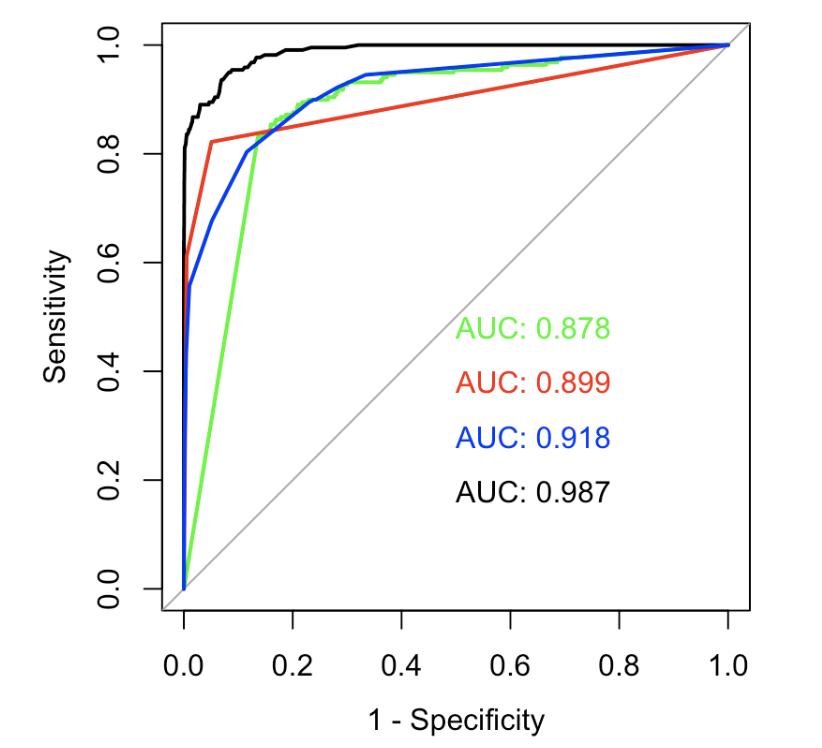 Sensitivity
1.0
0.8
0.6
0.4
0.2
0.0
AUC: 0.878
AUC: 0.899
AUC: 0.918
AUC: 0.987
0.0 0.2 0.4 0.6 0.8 1.0
1 - Specificity